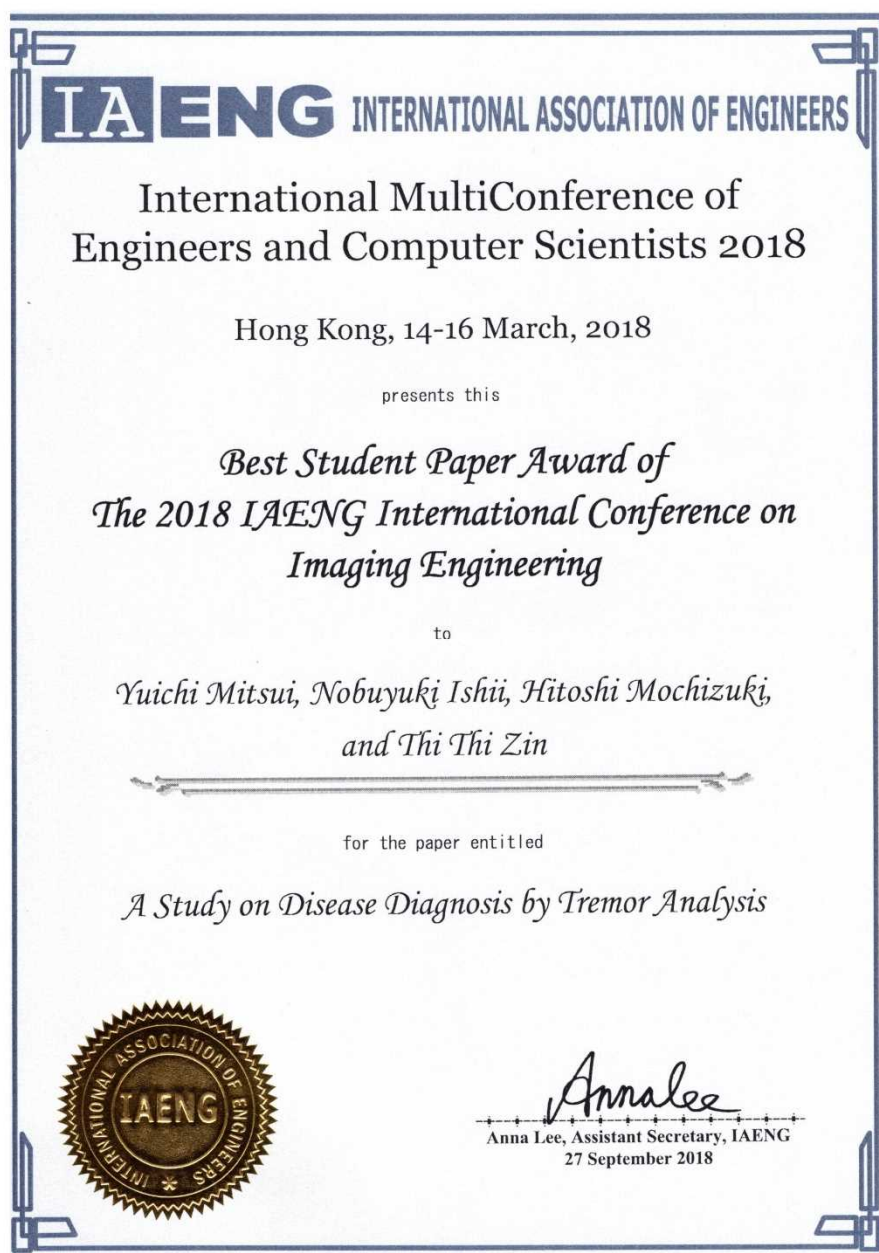 IAENG INTERNATIONAL ASSOCIATION OF ENGINEERS
International MultiConference of
Engineers and Computer Scientists 2018
Hong Kong, 14-16 March, 2018
presents this
Best Student Paper Award of
The 2018 IAENG International Conference on
Imaging Engineering
to
Yuichi Mitsui, Nobuyuki Ishii, Hitoshi Mochizuki,
and Thi Thi Zin
for the paper entitled
A Study on Disease Diagnosis by Tremor Analysis
INTERNATIONAL ASSOCIATION OF ENGINEERS
IAENG
Anna Lee
Anna Lee, Assistant Secretary, IAENG
27 September 2018